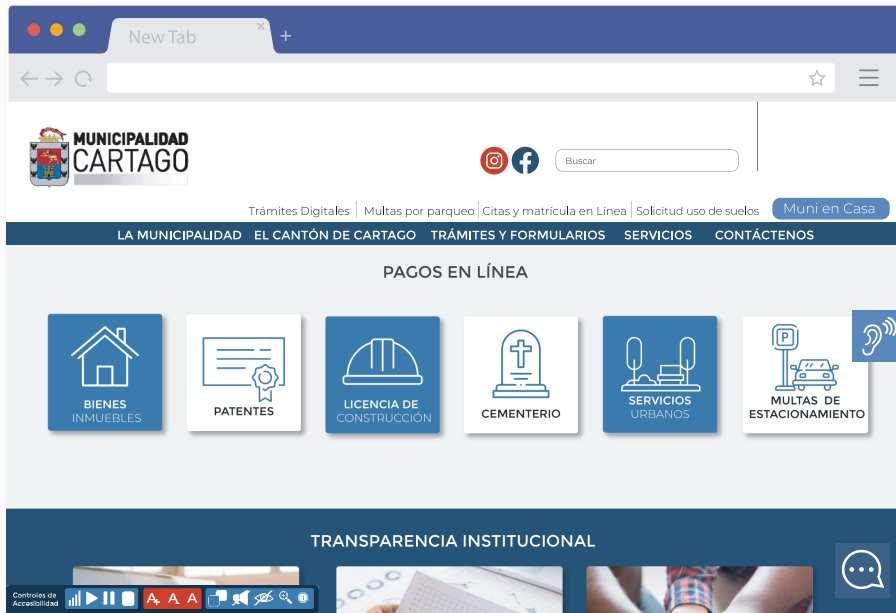 New Tab
MUNICIPALIDAD
CARTAGO
Buscar
Trámites Digitales | Multas por parqueo | Citas y matrícula en Línea | Solicitud uso de suelos
Muni en Casa
LA MUNICIPALIDAD EL CANTÓN DE CARTAGO TRÁMITES Y FORMULARIOS SERVICIOS CONTÁCTENOS
PAGOS EN LÍNEA
BIENES
INMUEBLES
PATENTES
LICENCIA DE
CONSTRUCCIÓN
CEMENTERIO
SERVICIOS
URBANOS
P
MULTAS DE
ESTACIONAMIENTO
TRANSPARENCIA INSTITUCIONAL
Controles de
Accesibilidad
A+ A A